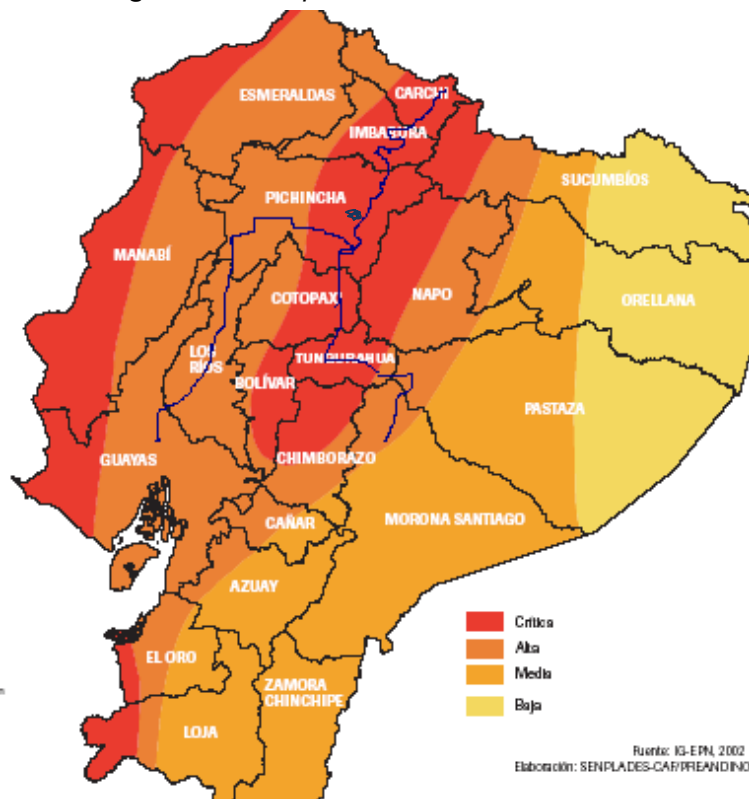 ESMERALDAS
CARCHI
IMBABURA
SUCUMBÍOS
PICHINCHA
MANABÍ
COTOPAXI
NAPO
ORELLANA
LOS
RÍOS
TUNGURAHUA
BOLÍVAR
PASTAZA
GUAYAS
CHIMBORAZO
CAÑAR
MORONA SANTIAGO
AZUAY
EL ORO
ZAMORA
CHINCHIPE
LOJA
Crítica
Alta
Media
Baja
Fuente: IG-EPN, 2002
Elaboración: SENPLADES-CAF/PREANDINO